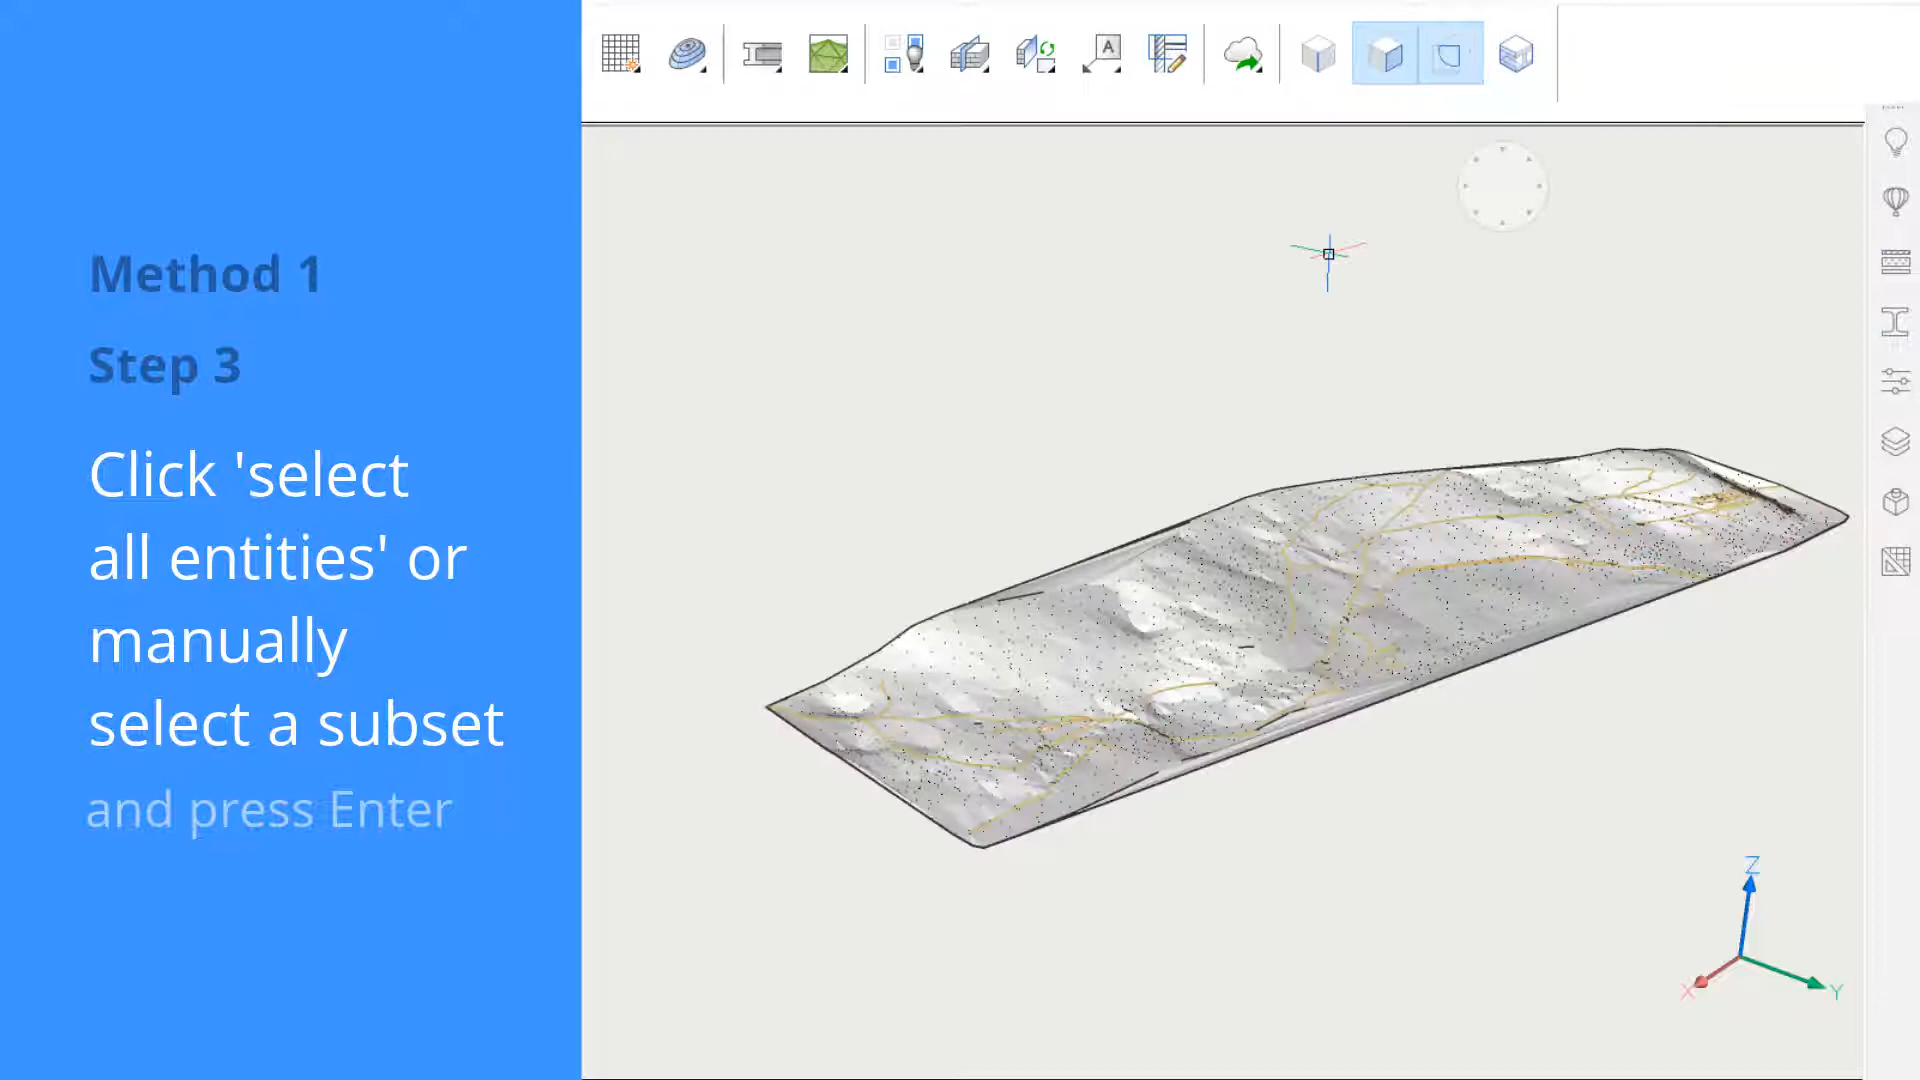 Method 1
Step 3
Click 'select
all entities' or
manually
select a subset
and press Enter
A
Z
X
Y